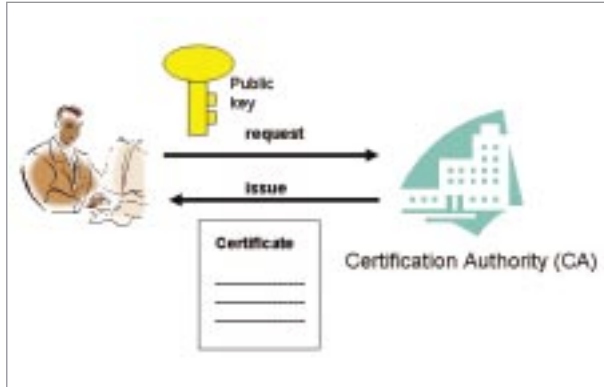 Public
key
request
issue
Certificate
Certification Authority (CA)